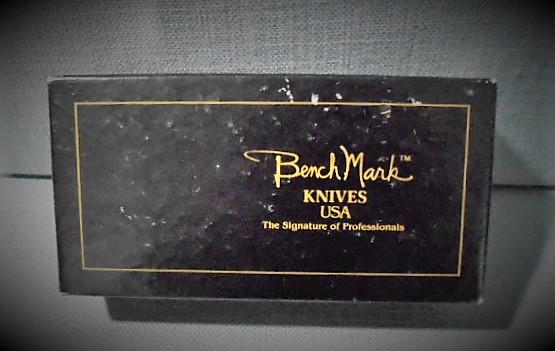 BenchMark™
KNIVES
USA
The Signature of Professionals